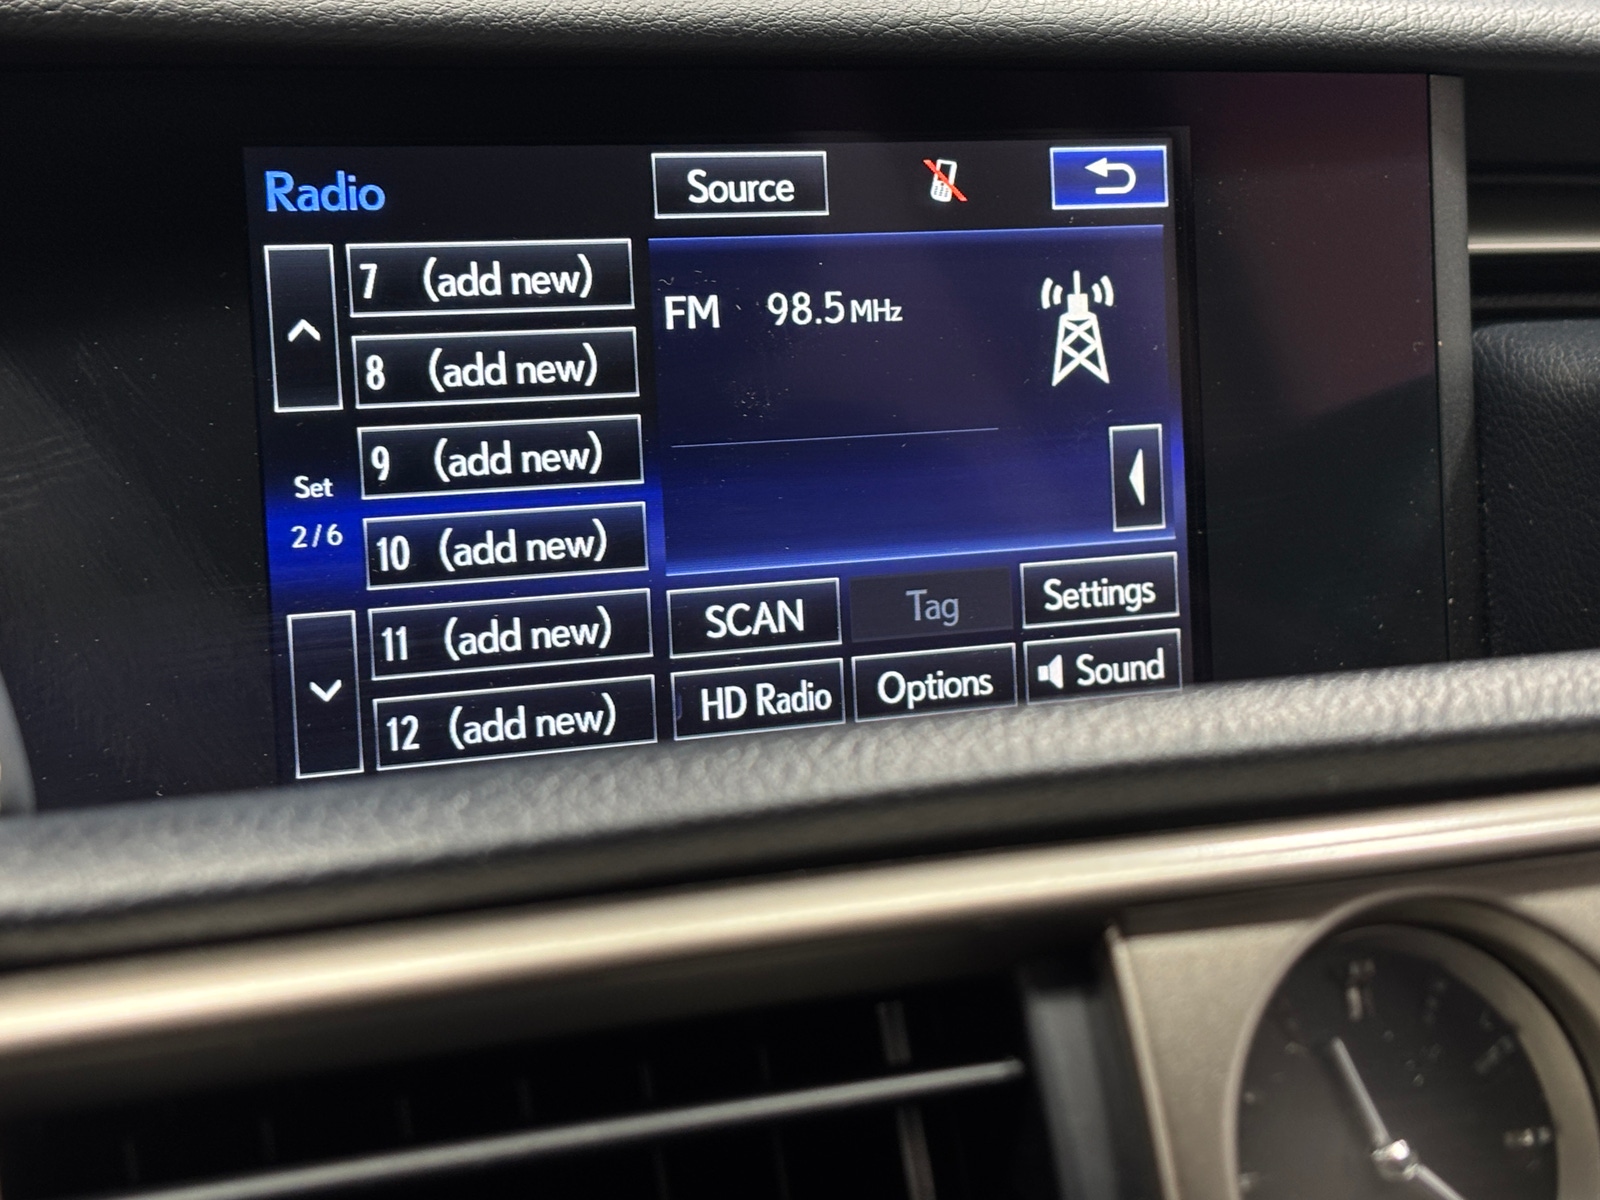 Radio
Source
7 (add new)
8 (add new)
9 (add new)
10 (add new)
11 (add new)
12 (add new)
Set
2/6
FM 98.5 MHz
SCAN
Tag
Settings
HD Radio
Options
Sound